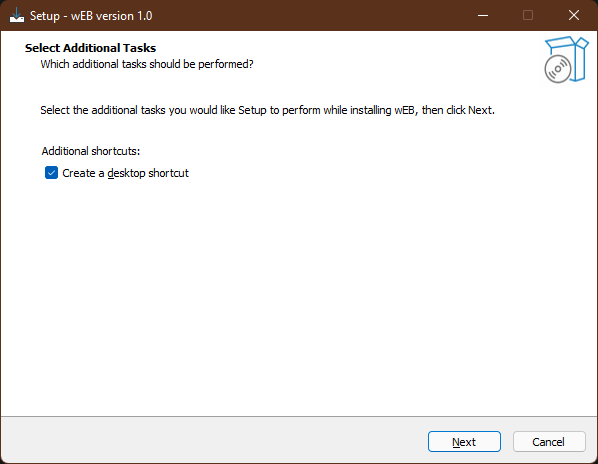 Setup - wEB version 1.0
Select Additional Tasks
Which additional tasks should be performed?
Select the additional tasks you would like Setup to perform while installing wEB, then click Next.
Additional shortcuts:
Create a desktop shortcut
Next
Cancel